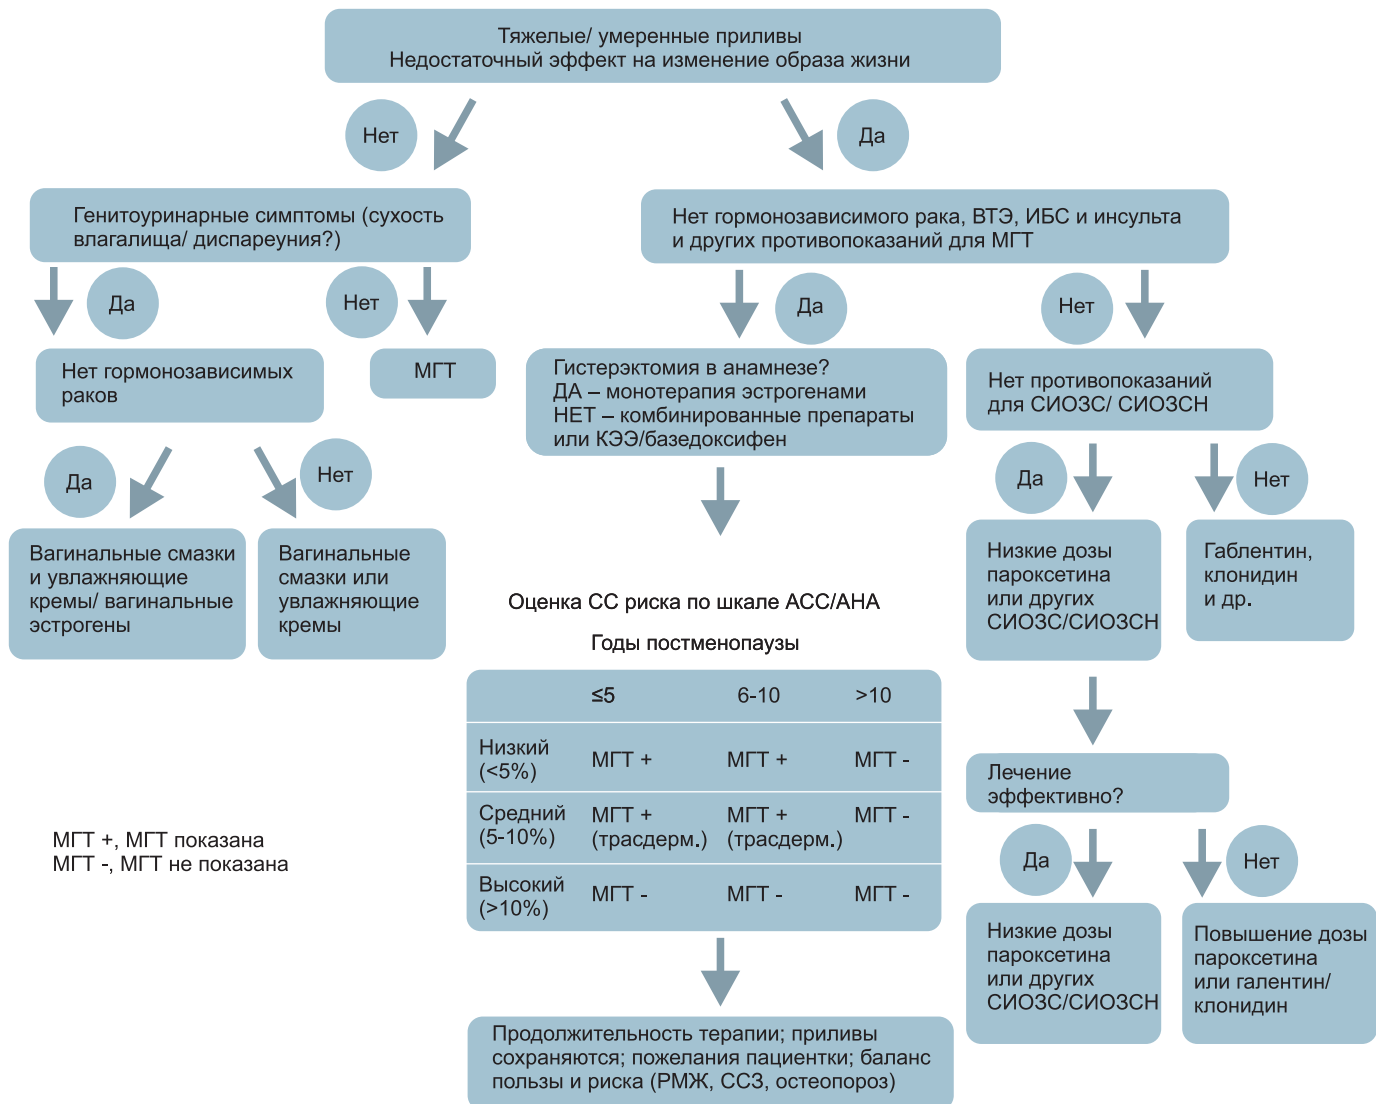 Тяжелые/ умеренные приливы
Недостаточный эффект на изменение образа жизни
Нет
Да
Генитоуринарные симптомы (сухость
влагалища/ диспареуния?)
Нет гормонозависимого рака, ВТЭ, ИБС и инсульта
и других противопоказаний для МГТ
Да
Нет
Да
Нет
Нет гормонозависимых
раков
МГТ
Гистерэктомия в анамнезе?
ДА – монотерапия эстрогенами
НЕТ – комбинированные препараты
или КЭЭ/базедоксифен
Нет противопоказаний
для СИОЗС/ СИОЗСН
Да
Нет
Да
Нет
Вагинальные смазки
и увлажняющие
кремы/ вагинальные
эстрогены
Вагинальные
смазки или
увлажняющие
кремы
Низкие дозы
пароксетина
или других
СИОЗС/СИОЗСН
Габлентин,
клонидин
и др.
Оценка СС риска по шкале ACC/AHA
Годы постменопаузы
≤5 6-10 >10
Низкий
(<5%) МГТ + МГТ + МГТ -
Средний МГТ + МГТ + МГТ -
(5-10%) (трасдерм.) (трасдерм.)
Высокий
(>10%) МГТ - МГТ - МГТ -
МГТ +, МГТ показана
МГТ -, МГТ не показана
Лечение
эффективно?
Да
Нет
Низкие дозы
пароксетина
или других
СИОЗС/СИОЗСН
Повышение дозы
пароксетина
или галентин/
клонидин
Продолжительность терапии; приливы
сохраняются; пожелания пациентки; баланс
пользы и риска (РМЖ, ССЗ, остеопороз)